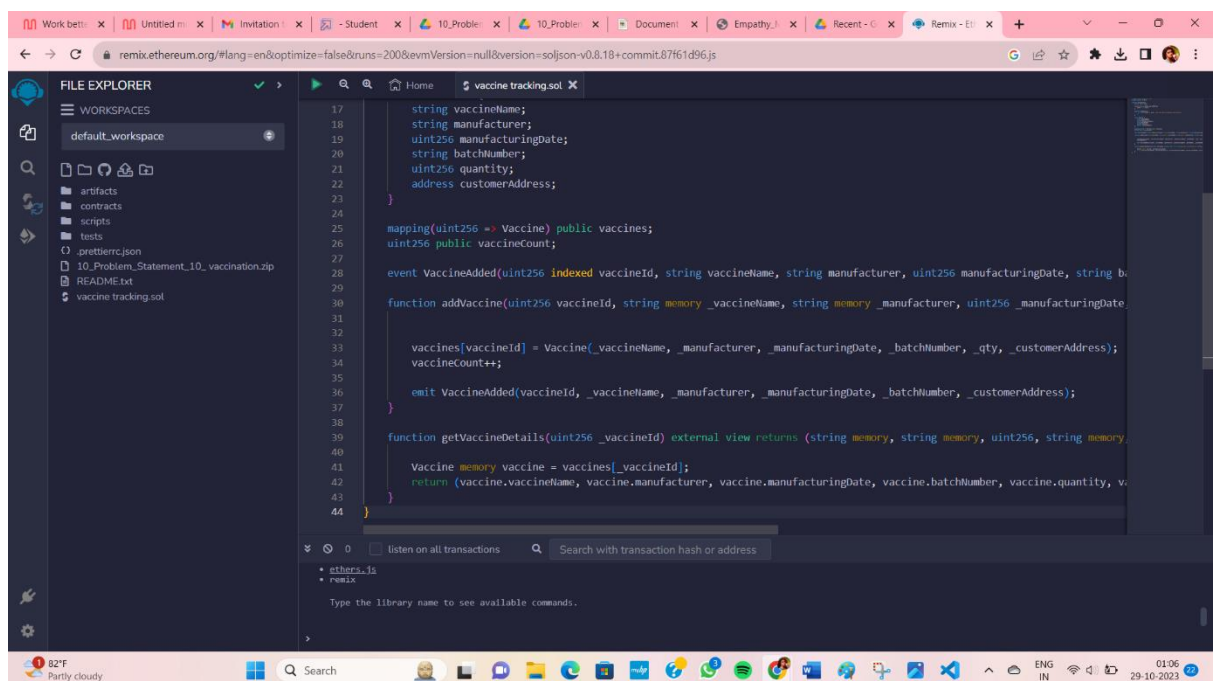 Work bette
Untitled m
Invitation
- Student
10_Proble
10_Problen
Document
Empathy_
Recent - G
Remix - Et
remix.ethereum.org/#lang=en&optimize=false&runs=200&evmVersion=null&version=soljson-v0.8.18+commit.87f61d96.js
FILE EXPLORER
WORKSPACES
default_workspace
artifacts
contracts
scripts
tests
.prettierrc.json
10_Problem_Statement_10_ vaccination.zip
README.txt
vaccine tracking.sol
Home
vaccine tracking.sol
17 string vaccineName;
18 string manufacturer;
19 uint256 manufacturingDate;
20 string batchNumber;
21 uint256 quantity;
22 address customerAddress;
23 }
24
25 mapping(uint256 => Vaccine) public vaccines;
26 uint256 public vaccineCount;
27
28 event VaccineAdded(uint256 indexed vaccineId, string vaccineName, string manufacturer, uint256 manufacturingDate, string ba
29
30 function addVaccine(uint256 vaccineId, string memory _vaccineName, string memory _manufacturer, uint256 _manufacturingDate,
31
32
33 vaccines[vaccineId] = Vaccine(_vaccineName, _manufacturer, _manufacturingDate, _batchNumber, _qty, _customerAddress);
34 vaccineCount++;
35
36 emit VaccineAdded(vaccineId, _vaccineName, _manufacturer, _manufacturingDate, _batchNumber, _customerAddress);
37 }
38
39 function getVaccineDetails(uint256 _vaccineId) external view returns (string memory, string memory, uint256, string memory,
40
41 Vaccine memory vaccine = vaccines[_vaccineId];
42 return (vaccine.vaccineName, vaccine.manufacturer, vaccine.manufacturingDate, vaccine.batchNumber, vaccine.quantity, va
43 }
44 }
0 listen on all transactions Search with transaction hash or address
• ethers.js
• remix
Type the library name to see available commands.
>
82°F
Partly cloudy
Search
ENG
IN
01:06
29-10-2023
22